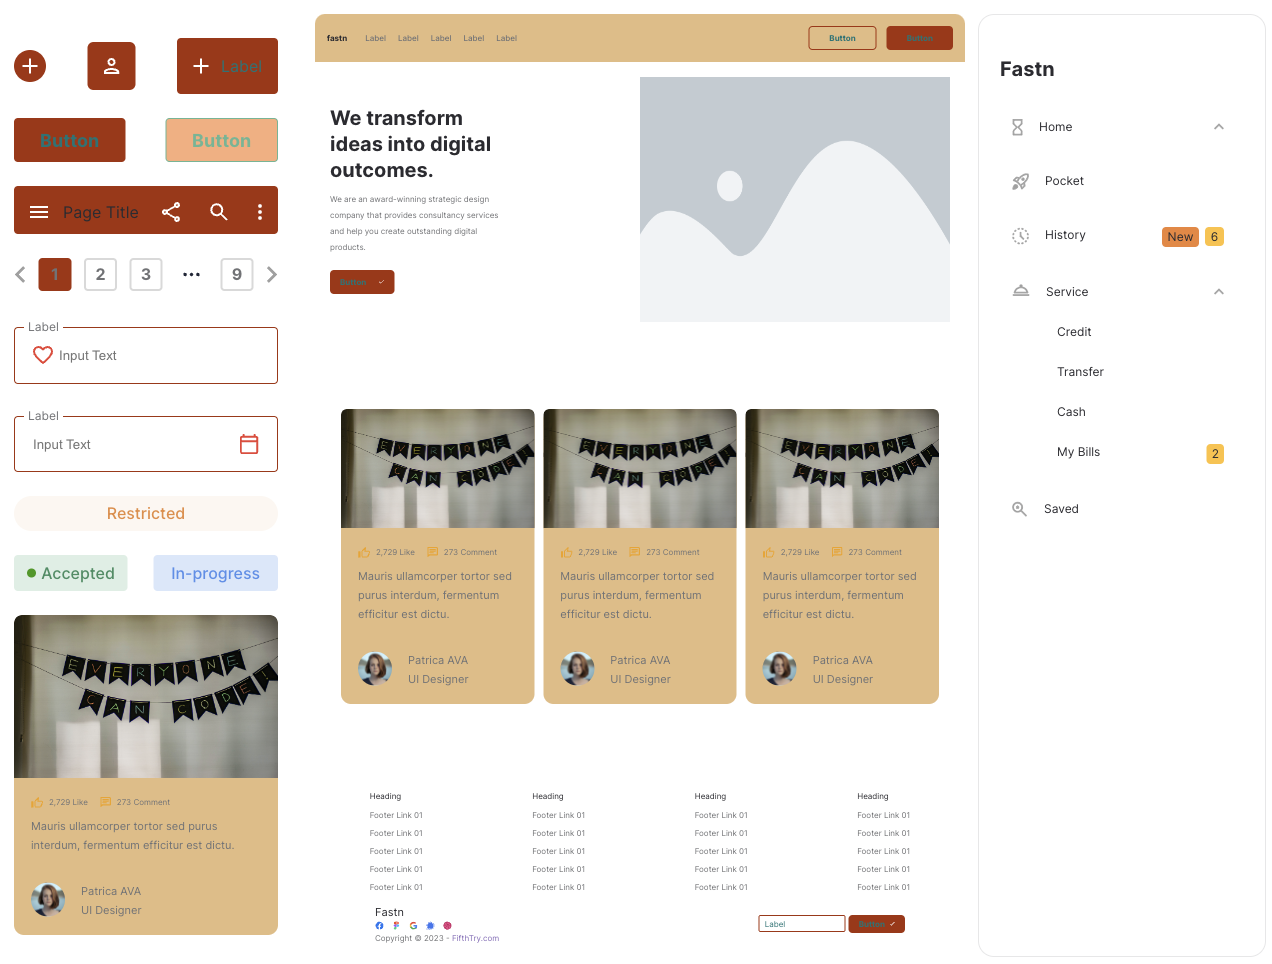 Label
Button
Button
Page Title
1
2
3
•••
9
Label
Input Text
Label
Input Text
Restricted
Accepted
In-progress
EVERYONE
CAN CODE!
2,729 Like
273 Comment
Mauris ullamcorper tortor sed purus
interdum, fermentum efficitur est dictu.
Patrica AVA
UI Designer
fastn
Label
Label
Label
Label
Label
Button
Button
We transform
ideas into digital
outcomes.
We are an award-winning strategic design
company that provides consultancy services
and help you create outstanding digital
products.
Button
EVERYONE
CAN CODE!
2,729 Like
273 Comment
Mauris ullamcorper tortor sed
purus interdum, fermentum
efficitur est dictu.
Patrica AVA
UI Designer
EVERYONE
CAN CODE!
2,729 Like
273 Comment
Mauris ullamcorper tortor sed
purus interdum, fermentum
efficitur est dictu.
Patrica AVA
UI Designer
EVERYONE
CAN CODE!
2,729 Like
273 Comment
Mauris ullamcorper tortor sed
purus interdum, fermentum
efficitur est dictu.
Patrica AVA
UI Designer
Heading
Footer Link 01
Footer Link 01
Footer Link 01
Footer Link 01
Footer Link 01
Heading
Footer Link 01
Footer Link 01
Footer Link 01
Footer Link 01
Footer Link 01
Heading
Footer Link 01
Footer Link 01
Footer Link 01
Footer Link 01
Footer Link 01
Heading
Footer Link 01
Footer Link 01
Footer Link 01
Footer Link 01
Footer Link 01
Fastn
Copyright © 2023 - FifthTry.com
Label
Button
Fastn
Home
Pocket
History
New
6
Service
Credit
Transfer
Cash
My Bills
2
Saved